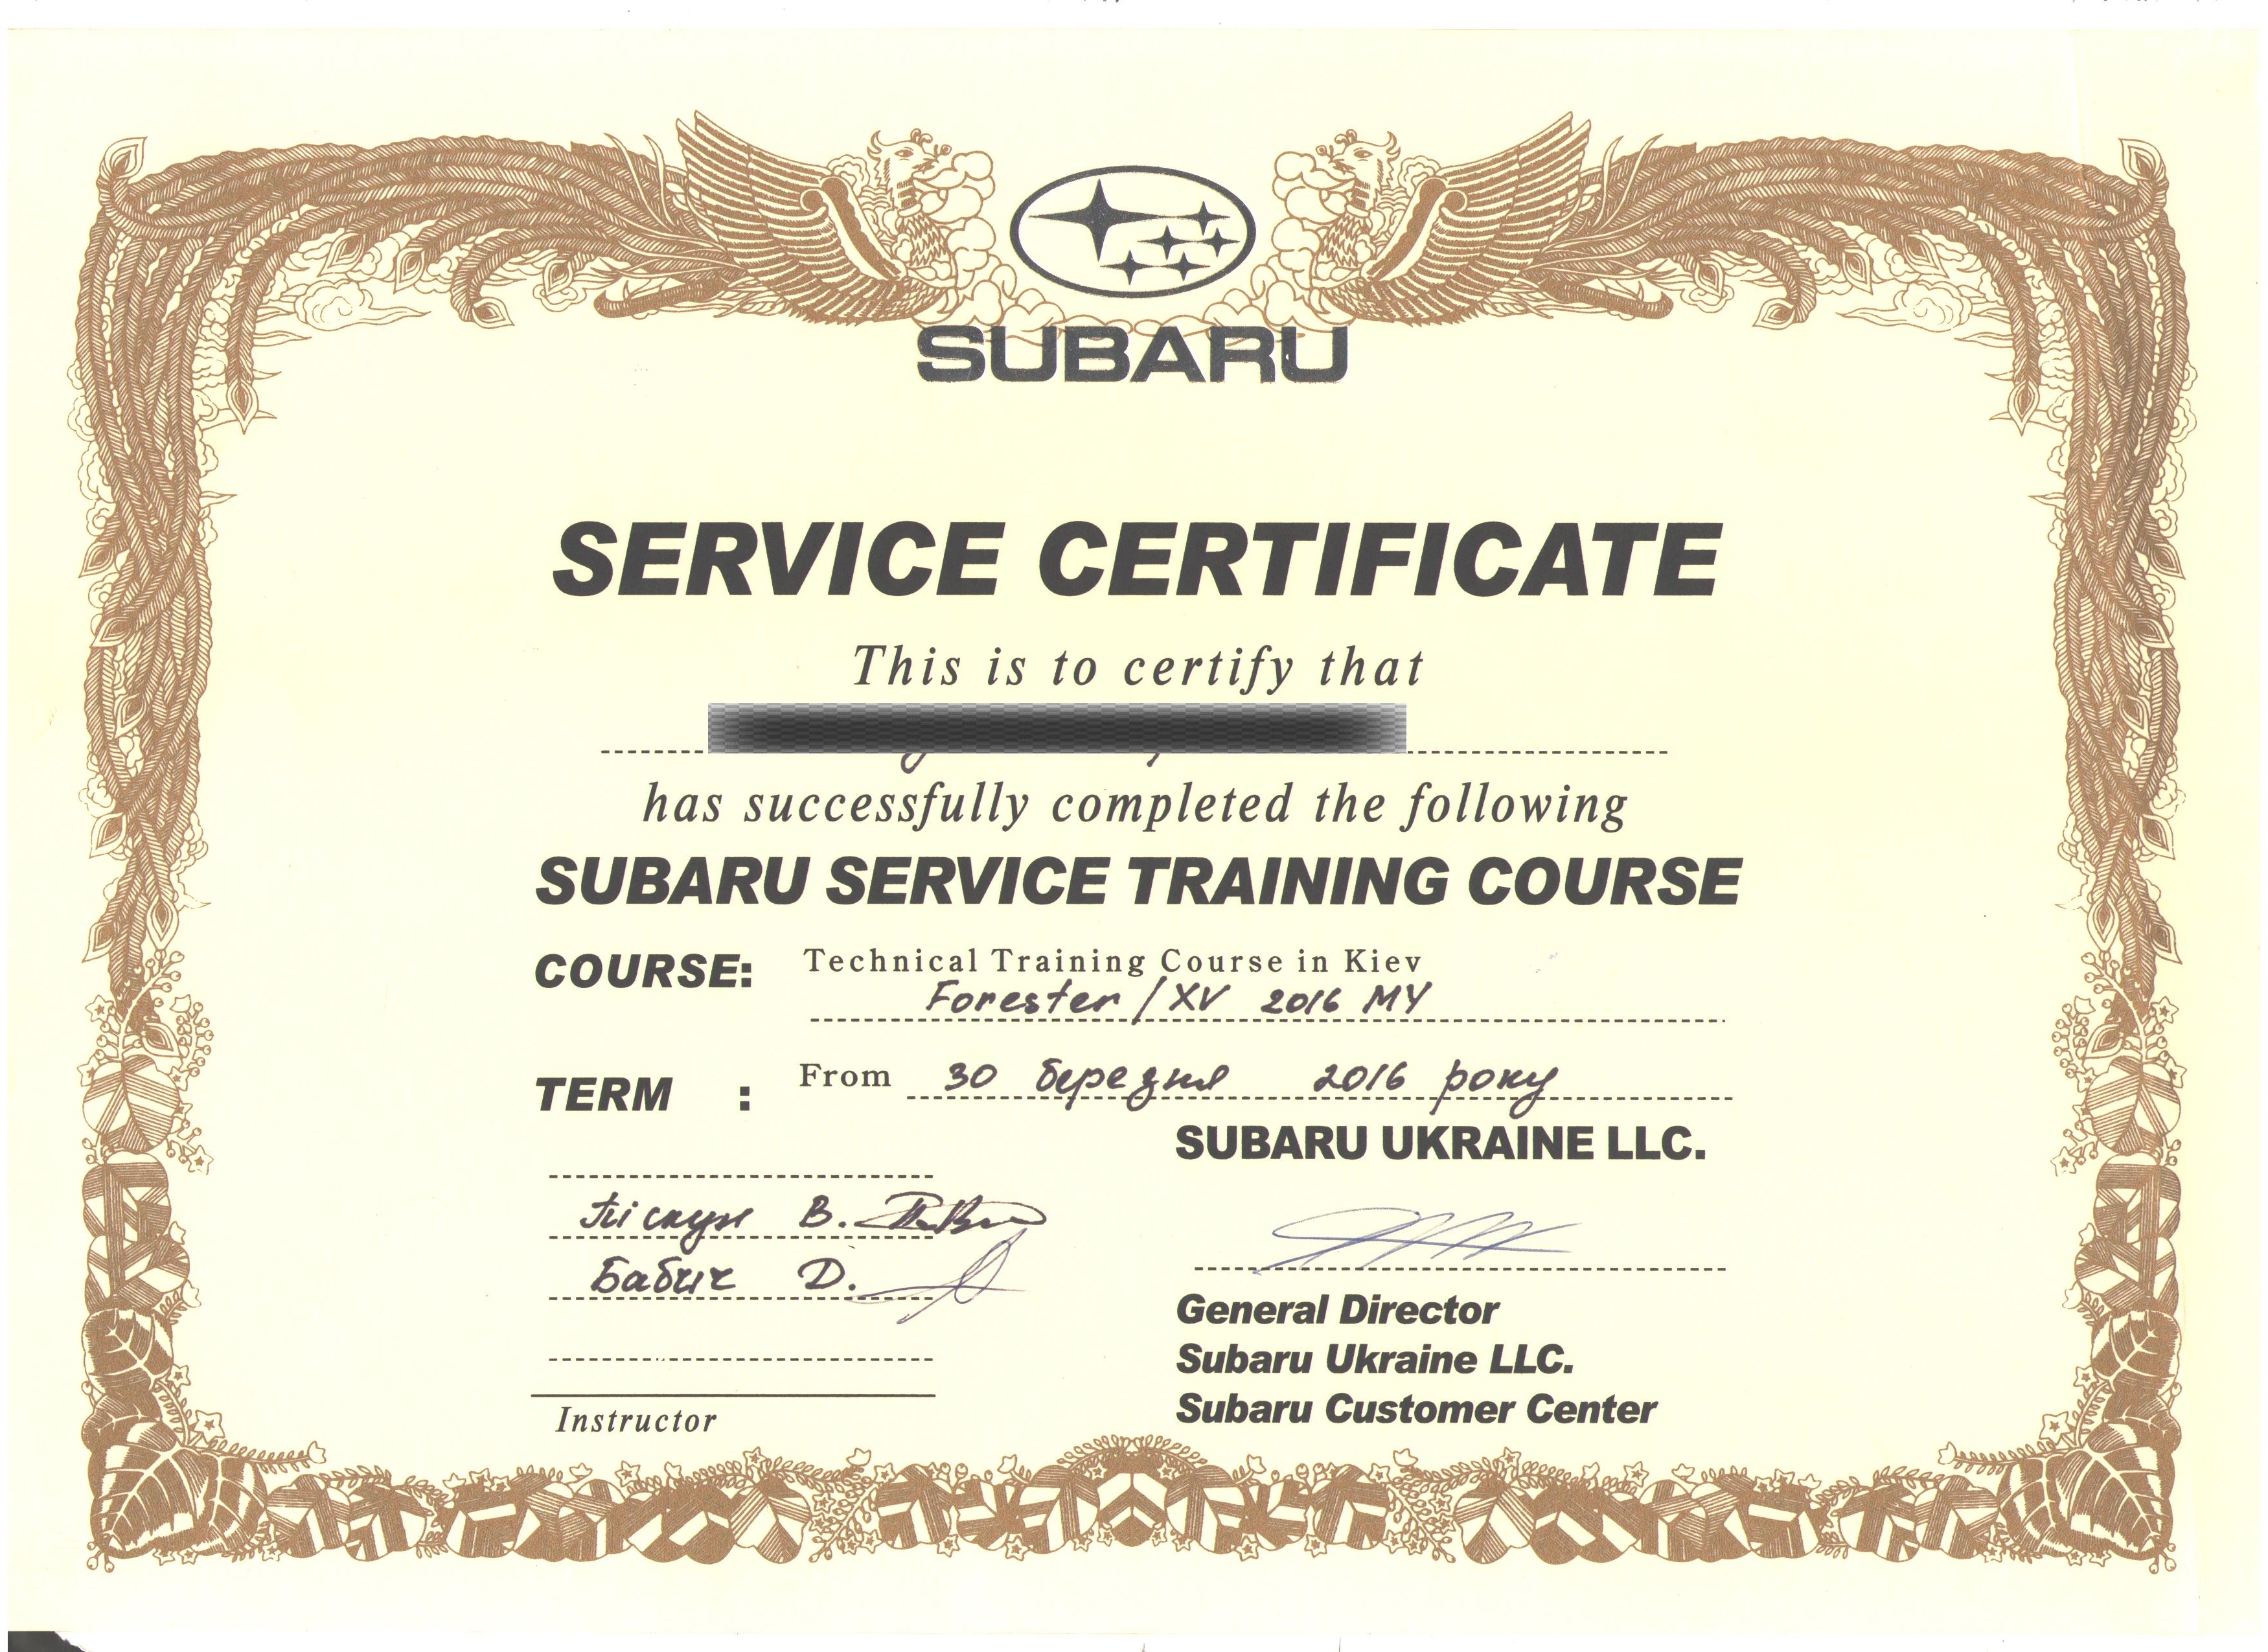 SUBARU
SERVICE CERTIFICATE
This is to certify that
has successfully completed the following
SUBARU SERVICE TRAINING COURSE
COURSE: Technical Training Course in Kiev
Forester / XV 2016 MY
TERM : From 30 березня 2016 року
SUBARU UKRAINE LLC.
Піскун В.
Бабич Д.
General Director
Subaru Ukraine LLC.
Subaru Customer Center
Instructor